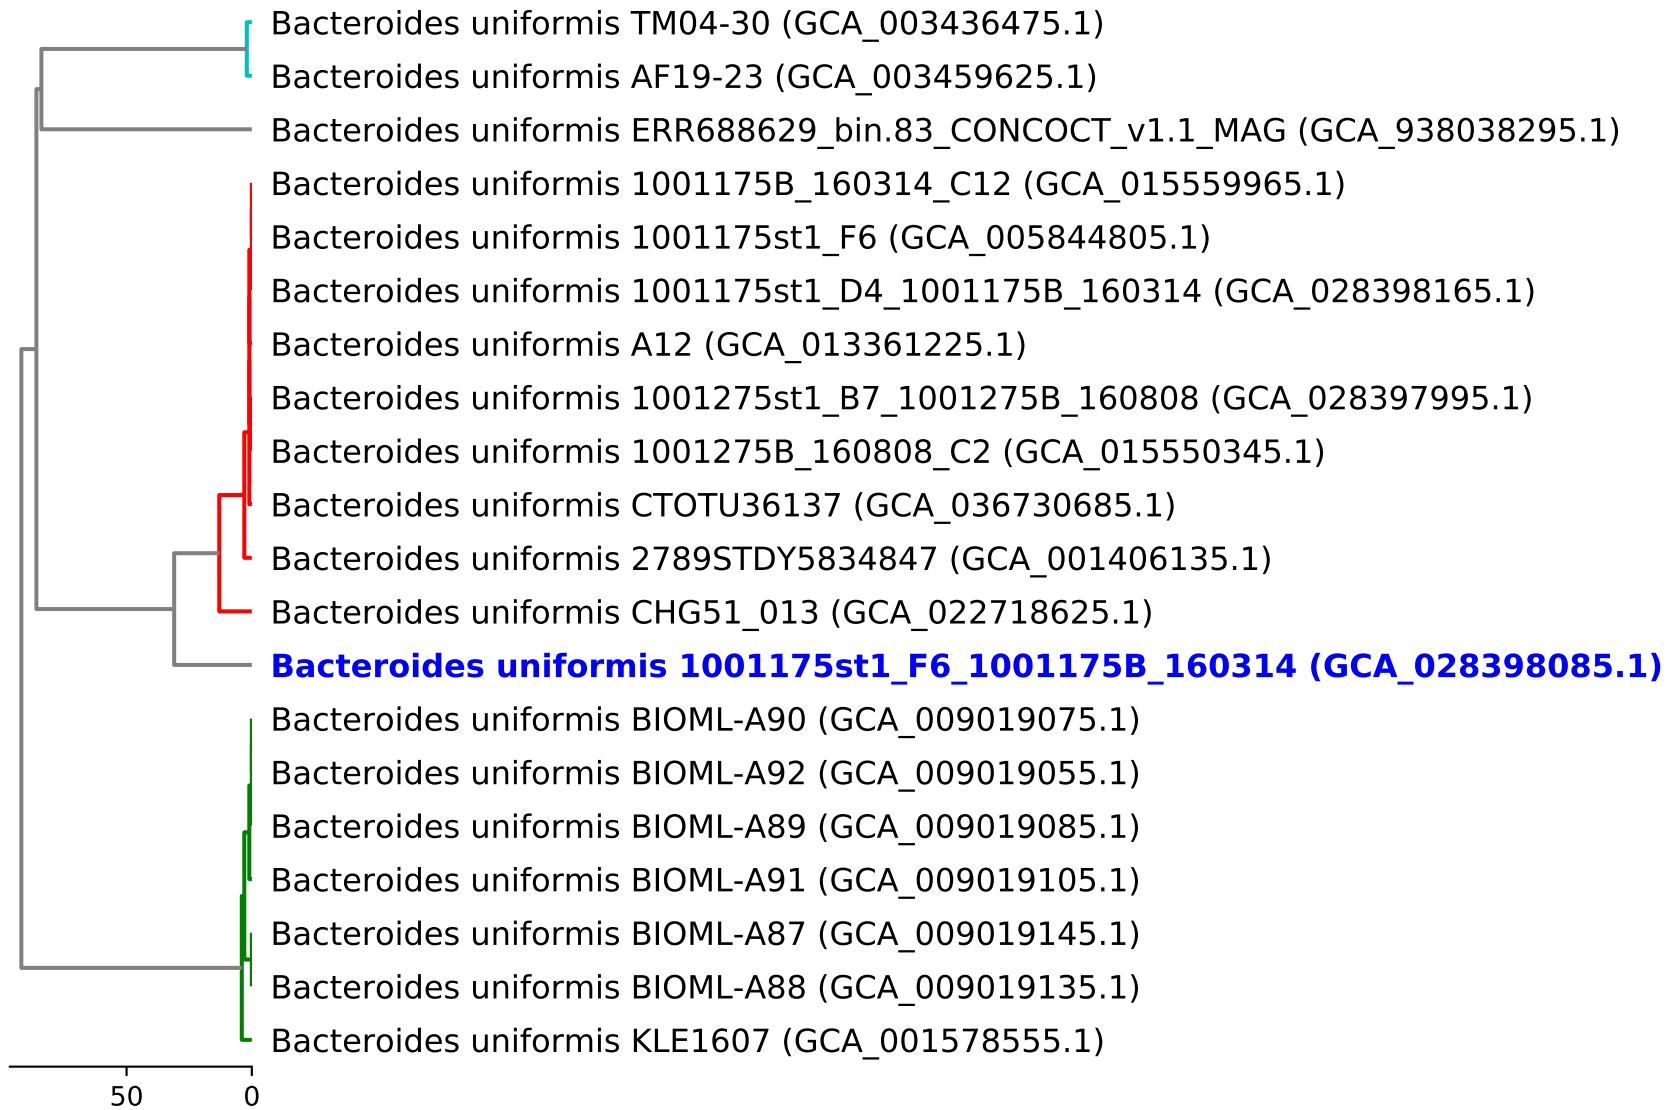 Bacteroides uniformis TM04-30 (GCA_003436475.1)
Bacteroides uniformis AF19-23 (GCA_003459625.1)
Bacteroides uniformis ERR688629_bin.83_CONCOCT_v1.1_MAG (GCA_938038295.1)
Bacteroides uniformis 1001175B_160314_C12 (GCA_015559965.1)
Bacteroides uniformis 1001175st1_F6 (GCA_005844805.1)
Bacteroides uniformis 1001175st1_D4_1001175B_160314 (GCA_028398165.1)
Bacteroides uniformis A12 (GCA_013361225.1)
Bacteroides uniformis 1001275st1_B7_1001275B_160808 (GCA_028397995.1)
Bacteroides uniformis 1001275B_160808_C2 (GCA_015550345.1)
Bacteroides uniformis CTOTU36137 (GCA_036730685.1)
Bacteroides uniformis 2789STDY5834847 (GCA_001406135.1)
Bacteroides uniformis CHG51_013 (GCA_022718625.1)
Bacteroides uniformis 1001175st1_F6_1001175B_160314 (GCA_028398085.1)
Bacteroides uniformis BIOML-A90 (GCA_009019075.1)
Bacteroides uniformis BIOML-A92 (GCA_009019055.1)
Bacteroides uniformis BIOML-A89 (GCA_009019085.1)
Bacteroides uniformis BIOML-A91 (GCA_009019105.1)
Bacteroides uniformis BIOML-A87 (GCA_009019145.1)
Bacteroides uniformis BIOML-A88 (GCA_009019135.1)
Bacteroides uniformis KLE1607 (GCA_001578555.1)
50 0